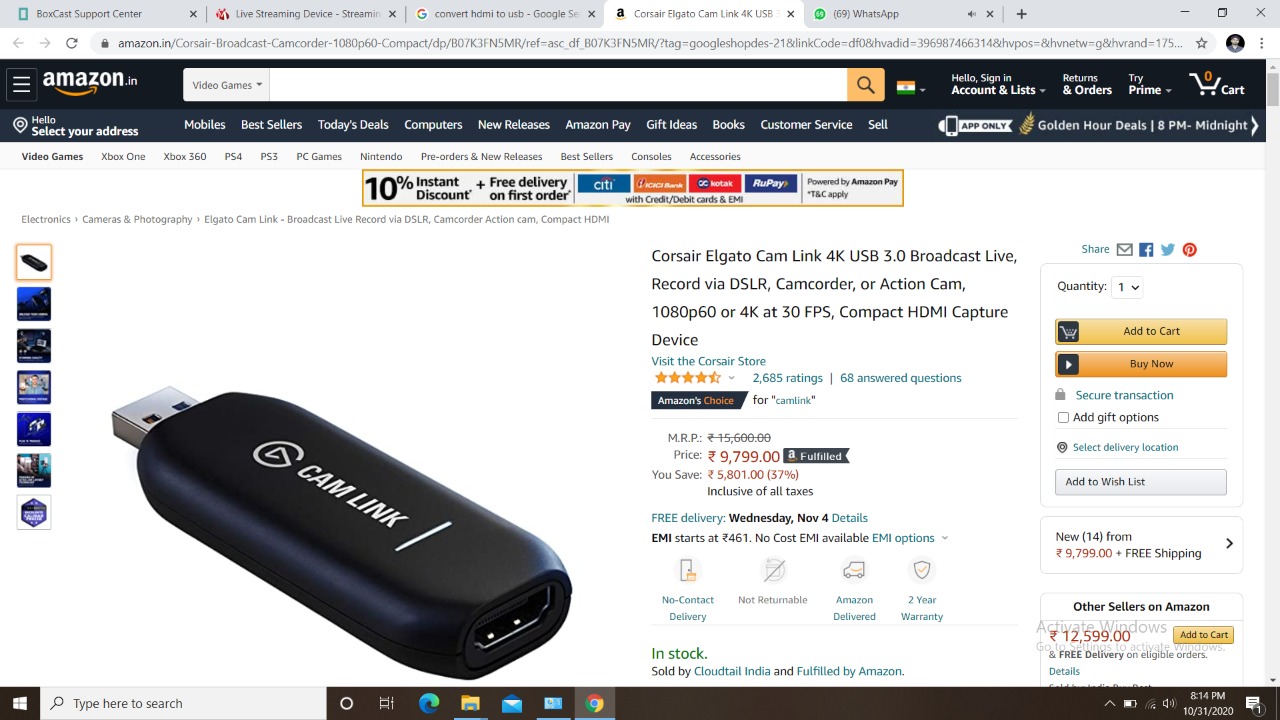 BoxCast Support Center
Live Streaming Device - Streamin
convert hdmi to usb - Google Se
Corsair Elgato Cam Link 4K USB 3
(69) WhatsApp
amazon.in/Corsair-Broadcast-Camcorder-1080p60-Compact/dp/B07K3FN5MR/ref=asc_df_B07K3FN5MR/?tag=googleshopdes-21&linkCode=df0&hvadid=396987466314&hvpos=&hvnetw=g&hvrand=175...
amazon.in
Video Games
Hello, Sign in
Account & Lists
Returns
& Orders
Try
Prime
0
Cart
Hello
Select your address
Mobiles Best Sellers Today's Deals Computers New Releases Amazon Pay Gift Ideas Books Customer Service Sell
APP ONLY
Golden Hour Deals | 8 PM- Midnight
Video Games Xbox One Xbox 360 PS4 PS3 PC Games Nintendo Pre-orders & New Releases Best Sellers Consoles Accessories
10% Instant Discount* + Free delivery on first order*
citi ICICI Bank kotak RuPay
with Credit/Debit cards & EMI
Powered by Amazon Pay
*T&C apply
Electronics › Cameras & Photography › Elgato Cam Link - Broadcast Live Record via DSLR, Camcorder Action cam, Compact HDMI
CAM LINK
Corsair Elgato Cam Link 4K USB 3.0 Broadcast Live,
Record via DSLR, Camcorder, or Action Cam,
1080p60 or 4K at 30 FPS, Compact HDMI Capture
Device
Visit the Corsair Store
2,685 ratings | 68 answered questions
Amazon's Choice for "camlink"
M.R.P.: ₹ 15,600.00
Price: ₹ 9,799.00 a Fulfilled
You Save: ₹ 5,801.00 (37%)
Inclusive of all taxes
FREE delivery: Wednesday, Nov 4 Details
EMI starts at ₹461. No Cost EMI available EMI options
No-Contact
Delivery
Not Returnable
Amazon
Delivered
2 Year
Warranty
In stock.
Sold by Cloudtail India and Fulfilled by Amazon.
Share
Quantity: 1
Add to Cart
Buy Now
Secure transaction
Add gift options
Select delivery location
Add to Wish List
New (14) from
₹ 9,799.00 + FREE Shipping
Other Sellers on Amazon
₹ 12,599.00
Add to Cart
& FREE Delivery on eligible orders.
Details
Activate Windows
Go to Settings to activate Windows.
Type here to search
8:14 PM
10/31/2020
1